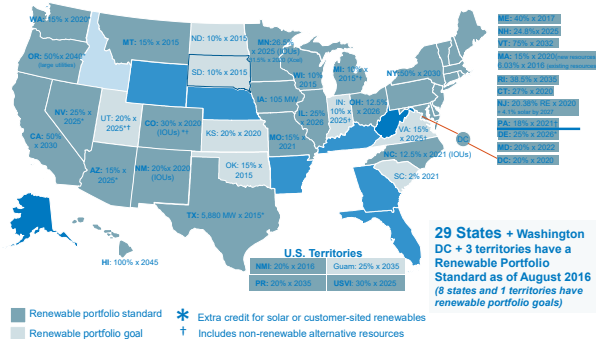 WA: 15% x 2020*
OR: 50%x 2040*
(large utilities)
CA: 50%
x 2030
NV: 25% x
2025*
AZ: 15% x
2025*
MT: 15% x 2015
UT: 20% x
2025*†
CO: 30% x 2020
(IOUs) *†
NM: 20%x 2020
(IOUs)
ND: 10% x 2015
SD: 10% x 2015
KS: 20% x 2020
OK: 15% x
2015
TX: 5,880 MW x 2015*
HI: 100% x 2045
MN:26.5%
x 2025 (IOUs)
31.5% x 2020 (Xcel)
IA: 105 MW
MO:15% x
2021
WI: 10%
2015
IL: 25%
x 2026
MI: 10% x
2015*†
IN:
10% x
2025†
OH: 12.5%
x 2026
NY:50% x 2030
VA: 15%
x 2025†
DC
NC: 12.5% x 2021 (IOUs)
SC: 2% 2021
ME: 40% x 2017
NH: 24.8%x 2025
VT: 75% x 2032
MA: 15% x 2020(new resources)
6.03% x 2016 (existing resources)
RI: 38.5% x 2035
CT: 27% x 2020
NJ: 20.38% RE x 2020
+ 4.1% solar by 2027
PA: 18% x 2021†
DE: 25% x 2026*
MD: 20% x 2022
DC: 20% x 2020
U.S. Territories
NMI: 20% x 2016
Guam: 25% x 2035
PR: 20% x 2035
USVI: 30% x 2025
29 States + Washington
DC + 3 territories have a
Renewable Portfolio
Standard as of August 2016
(8 states and 1 territories have
renewable portfolio goals)
Renewable portfolio standard
Renewable portfolio goal
* Extra credit for solar or customer-sited renewables
† Includes non-renewable alternative resources